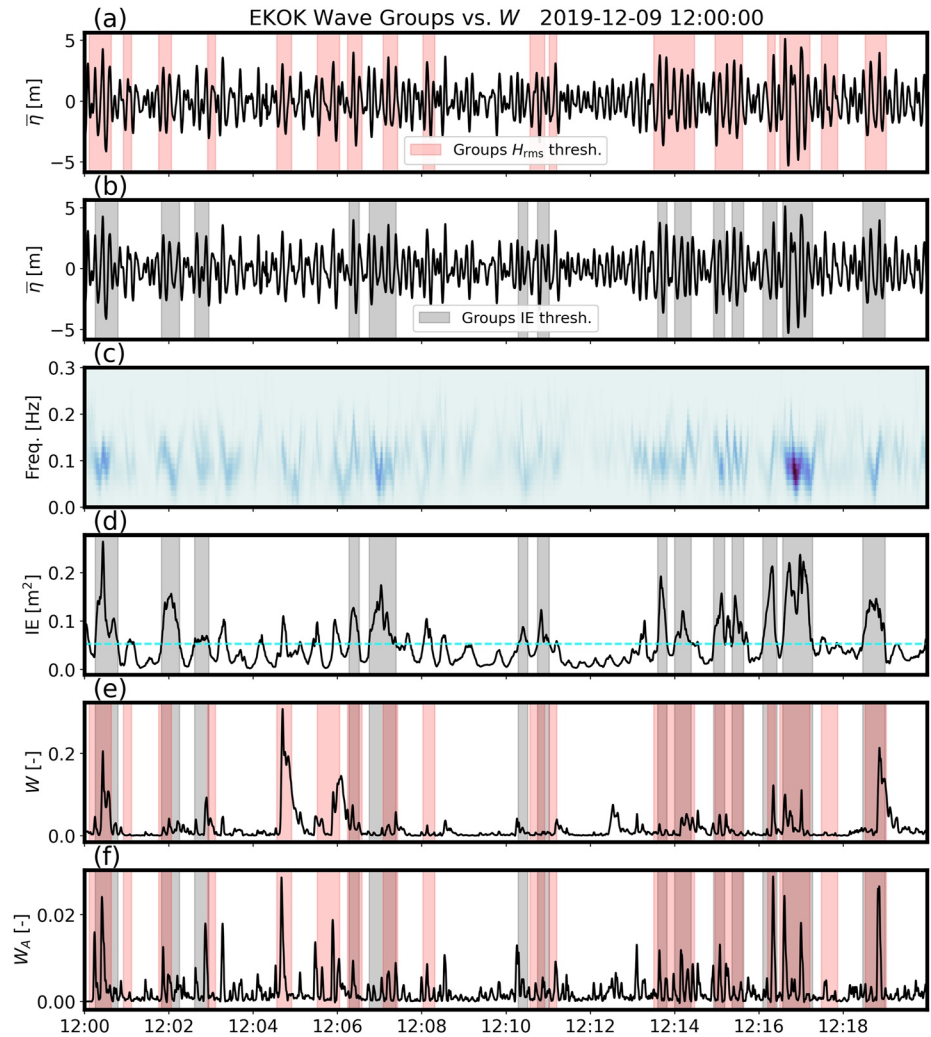 EKOK Wave Groups vs. W 2019-12-09 12:00:00
(a)
5
0
−5
η̅ [m]
Groups Hrms thresh.
(b)
5
0
−5
η̅ [m]
Groups IE thresh.
(c)
0.3
0.2
0.1
0.0
Freq. [Hz]
(d)
0.2
0.1
0.0
IE [m²]
(e)
0.2
0.0
W [-]
(f)
0.02
0.00
W_A [-]
12:00 12:02 12:04 12:06 12:08 12:10 12:12 12:14 12:16 12:18